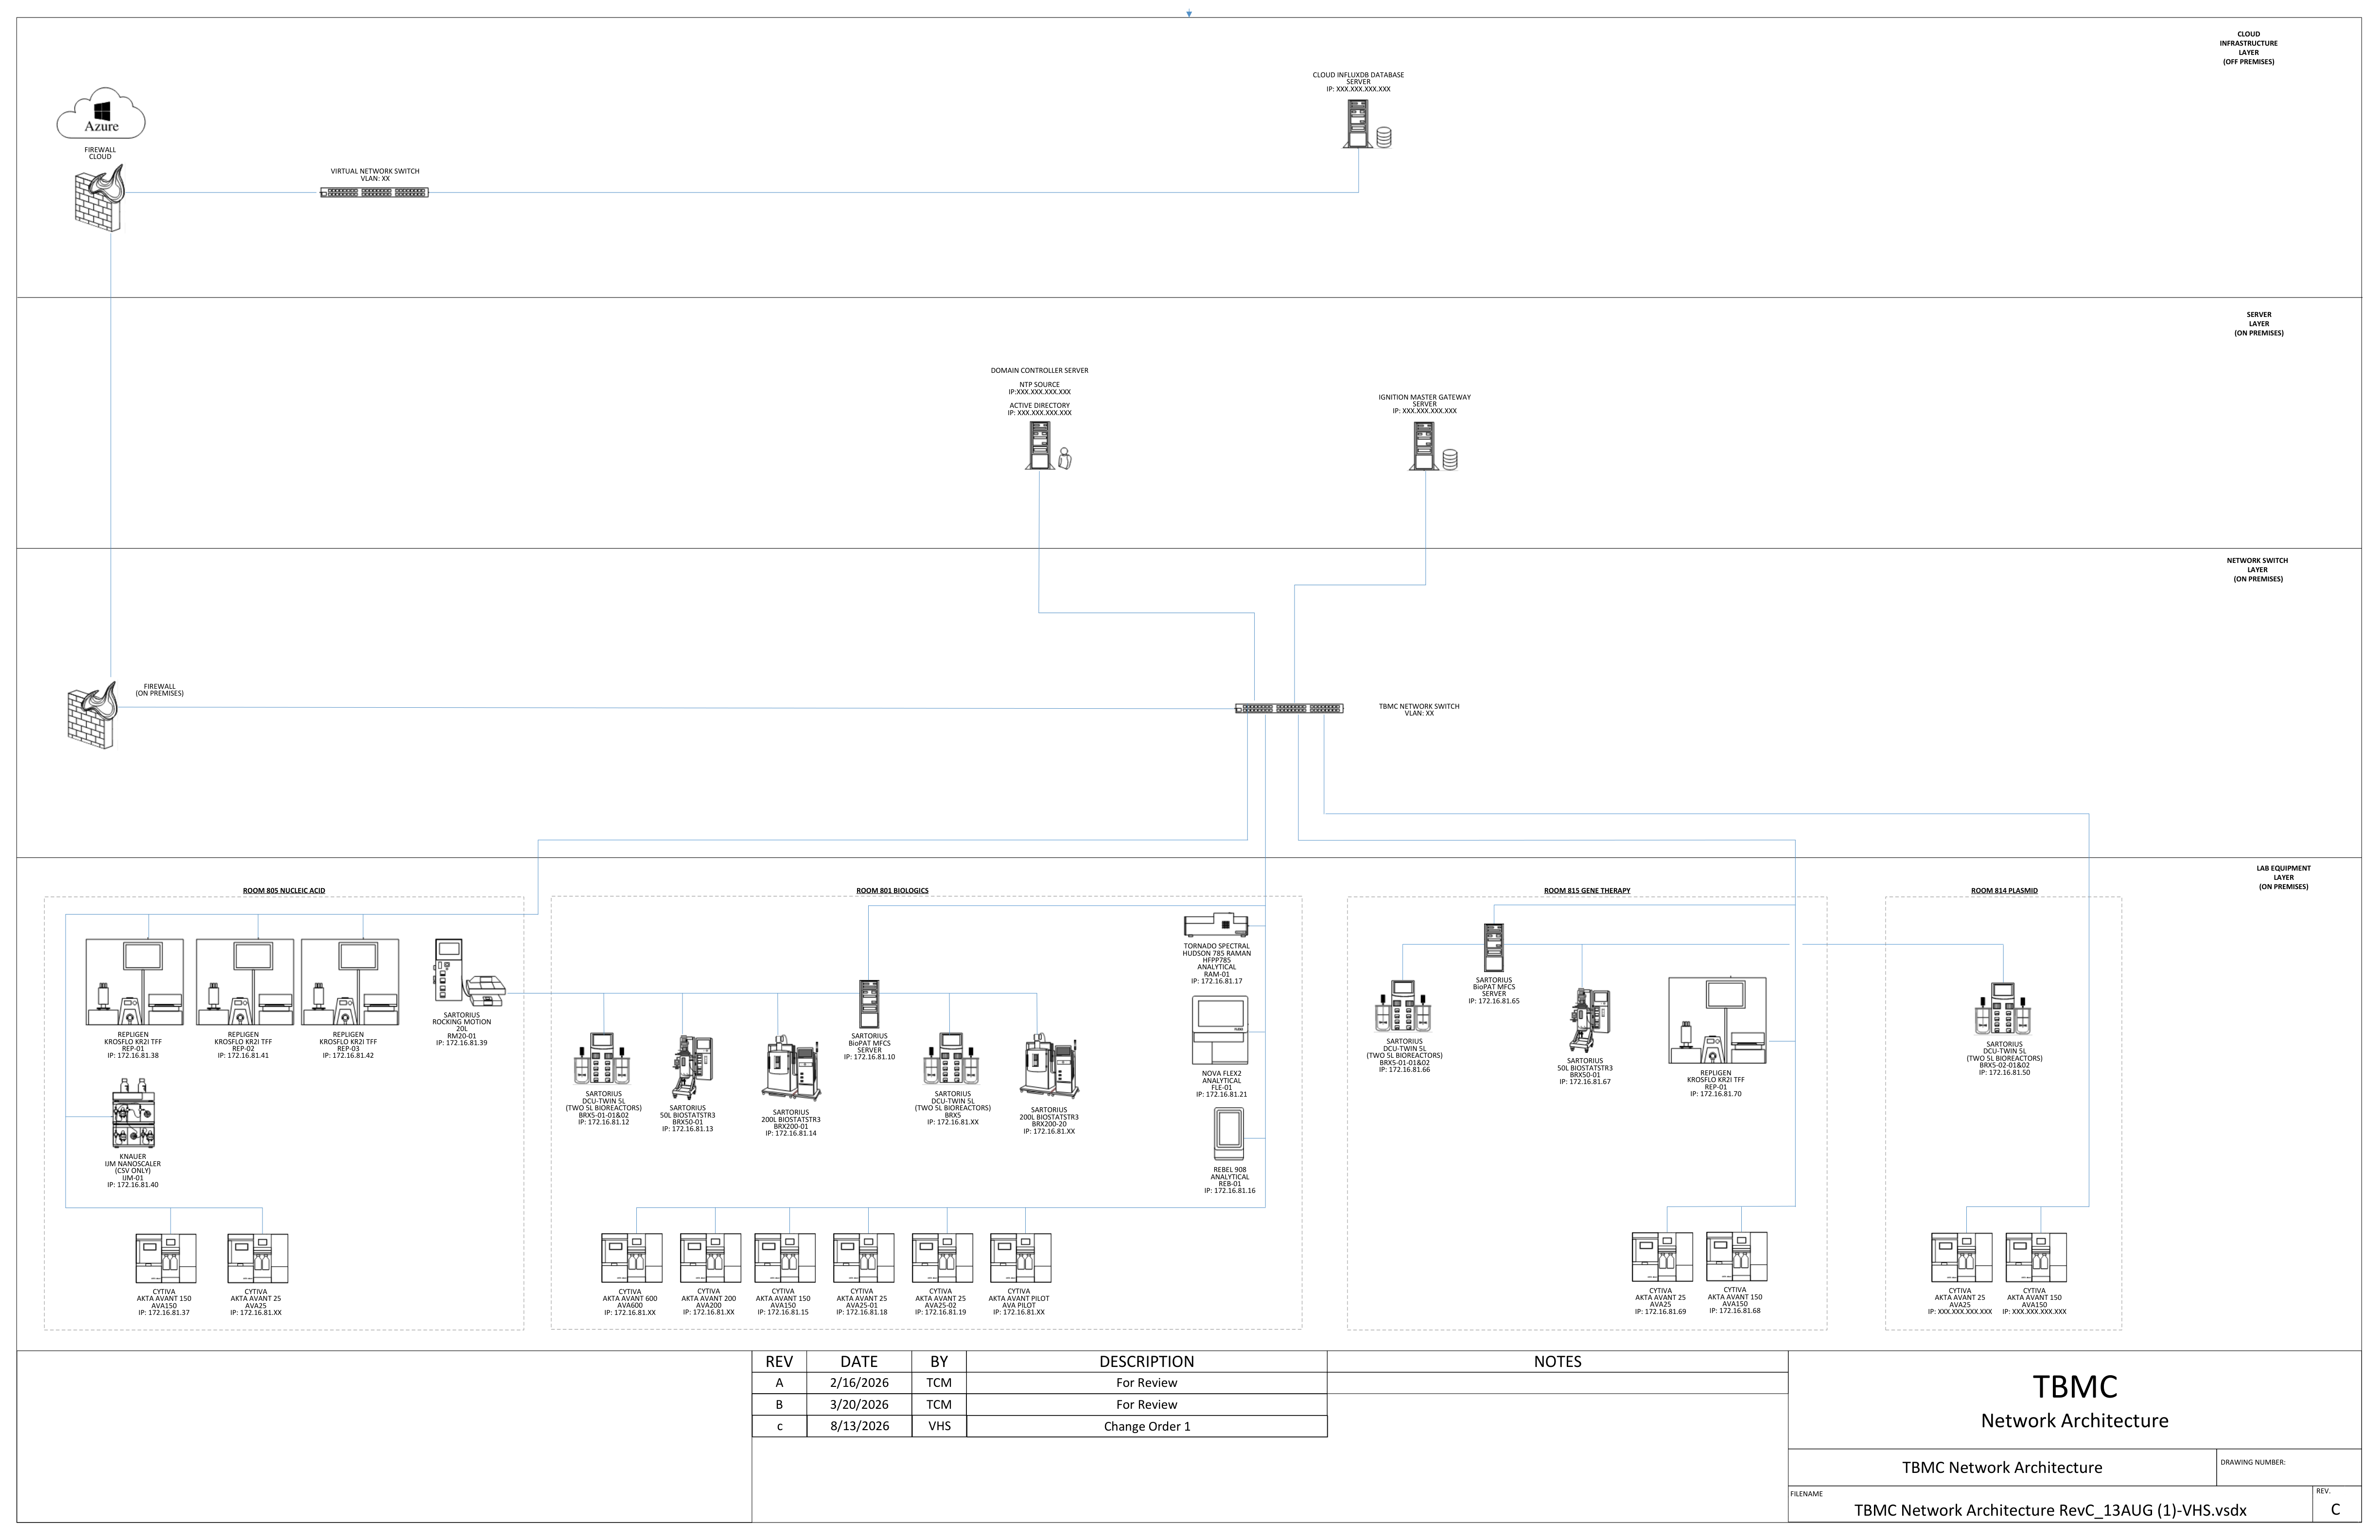 CLOUD
INFRASTRUCTURE
LAYER
(OFF PREMISES)
CLOUD INFLUXDB DATABASE
SERVER
IP: XXX.XXX.XXX.XXX
Azure
FIREWALL
CLOUD
VIRTUAL NETWORK SWITCH
VLAN: XX
SERVER
LAYER
(ON PREMISES)
DOMAIN CONTROLLER SERVER
NTP SOURCE
IP:XXX.XXX.XXX.XXX
ACTIVE DIRECTORY
IP: XXX.XXX.XXX.XXX
IGNITION MASTER GATEWAY
SERVER
IP: XXX.XXX.XXX.XXX
NETWORK SWITCH
LAYER
(ON PREMISES)
FIREWALL
(ON PREMISES)
TBMC NETWORK SWITCH
VLAN: XX
LAB EQUIPMENT
LAYER
(ON PREMISES)
ROOM 805 NUCLEIC ACID
REPLIGEN
KROSFLO KR2I TFF
REP-01
IP: 172.16.81.38
REPLIGEN
KROSFLO KR2I TFF
REP-02
IP: 172.16.81.41
REPLIGEN
KROSFLO KR2I TFF
REP-03
IP: 172.16.81.42
SARTORIUS
ROCKING MOTION
20L
RM20-01
IP: 172.16.81.39
KNAUER
IJM NANOSCALER
(CSV ONLY)
IJM-01
IP: 172.16.81.40
CYTIVA
AKTA AVANT 150
AVA150
IP: 172.16.81.37
CYTIVA
AKTA AVANT 25
AVA25
IP: 172.16.81.XX
ROOM 801 BIOLOGICS
SARTORIUS
DCU-TWIN 5L
(TWO 5L BIOREACTORS)
BRX5-01-01&02
IP: 172.16.81.12
SARTORIUS
50L BIOSTATSTR3
BRX50-01
IP: 172.16.81.13
SARTORIUS
200L BIOSTATSTR3
BRX200-01
IP: 172.16.81.14
SARTORIUS
BioPAT MFCS
SERVER
IP: 172.16.81.10
SARTORIUS
DCU-TWIN 5L
(TWO 5L BIOREACTORS)
BRX5
IP: 172.16.81.XX
SARTORIUS
200L BIOSTATSTR3
BRX200-20
IP: 172.16.81.XX
TORNADO SPECTRAL
HUDSON 785 RAMAN
HFPP785
ANALYTICAL
RAM-01
IP: 172.16.81.17
NOVA FLEX2
ANALYTICAL
FLE-01
IP: 172.16.81.21
REBEL 908
ANALYTICAL
REB-01
IP: 172.16.81.16
CYTIVA
AKTA AVANT 600
AVA600
IP: 172.16.81.XX
CYTIVA
AKTA AVANT 200
AVA200
IP: 172.16.81.XX
CYTIVA
AKTA AVANT 150
AVA150
IP: 172.16.81.15
CYTIVA
AKTA AVANT 25
AVA25-01
IP: 172.16.81.18
CYTIVA
AKTA AVANT 25
AVA25-02
IP: 172.16.81.19
CYTIVA
AKTA AVANT PILOT
AVA PILOT
IP: 172.16.81.XX
ROOM 815 GENE THERAPY
SARTORIUS
DCU-TWIN 5L
(TWO 5L BIOREACTORS)
BRX5-01-01&02
IP: 172.16.81.66
SARTORIUS
BioPAT MFCS
SERVER
IP: 172.16.81.65
SARTORIUS
50L BIOSTATSTR3
BRX50-01
IP: 172.16.81.67
REPLIGEN
KROSFLO KR2I TFF
REP-01
IP: 172.16.81.70
CYTIVA
AKTA AVANT 25
AVA25
IP: 172.16.81.69
CYTIVA
AKTA AVANT 150
AVA150
IP: 172.16.81.68
ROOM 814 PLASMID
SARTORIUS
DCU-TWIN 5L
(TWO 5L BIOREACTORS)
BRX5-02-01&02
IP: 172.16.81.50
CYTIVA
AKTA AVANT 25
AVA25
IP: XXX.XXX.XXX.XXX
CYTIVA
AKTA AVANT 150
AVA150
IP: XXX.XXX.XXX.XXX
REV DATE BY DESCRIPTION NOTES
A 2/16/2026 TCM For Review
B 3/20/2026 TCM For Review
c 8/13/2026 VHS Change Order 1
TBMC
Network Architecture
TBMC Network Architecture
DRAWING NUMBER:
FILENAME
TBMC Network Architecture RevC_13AUG (1)-VHS.vsdx
REV.
C